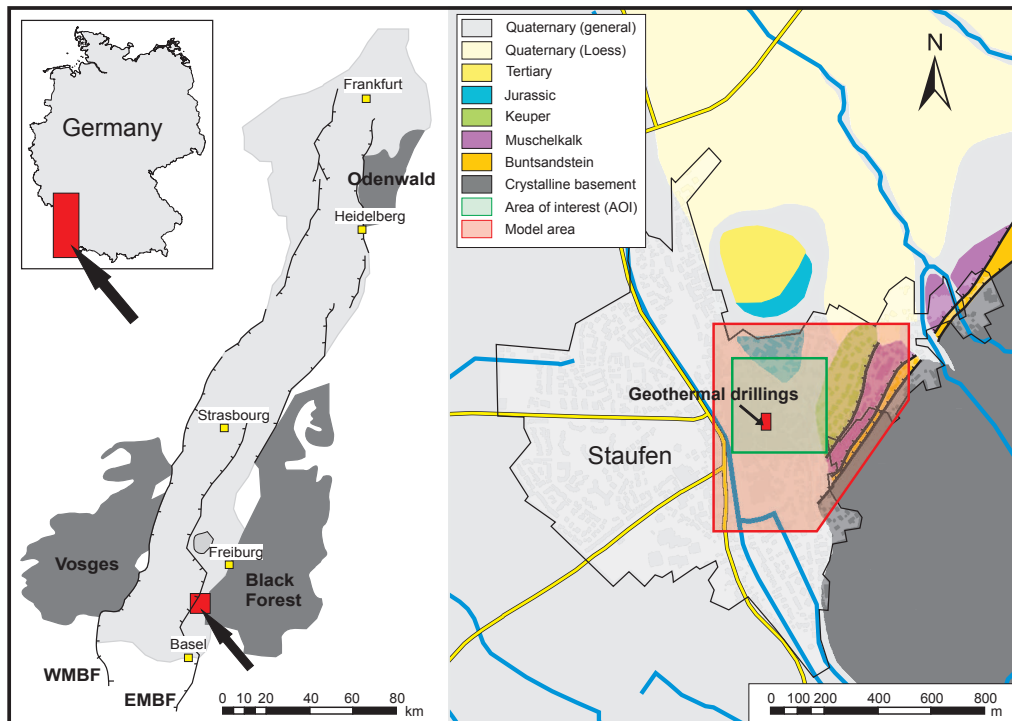 Germany
Frankfurt
Odenwald
Heidelberg
Strasbourg
Freiburg
Vosges
Black
Forest
Basel
WMBF
EMBF
0 10 20 40 60 80
km
Quaternary (general)
Quaternary (Loess)
Tertiary
Jurassic
Keuper
Muschelkalk
Buntsandstein
Crystalline basement
Area of interest (AOI)
Model area
N
Geothermal drillings
Staufen
0 100 200 400 600 800
m